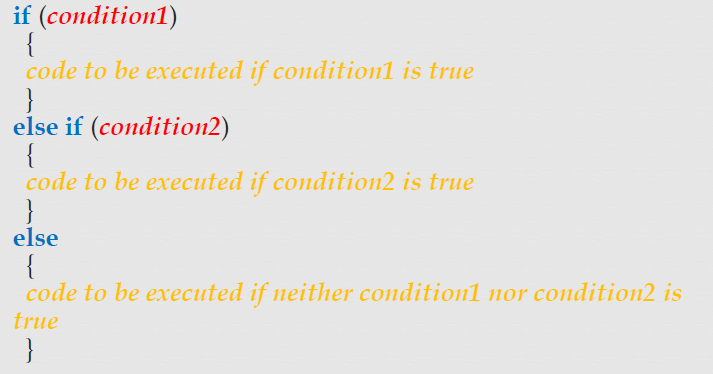 if (condition1)
{
code to be executed if condition1 is true
}
else if (condition2)
{
code to be executed if condition2 is true
}
else
{
code to be executed if neither condition1 nor condition2 is
true
}